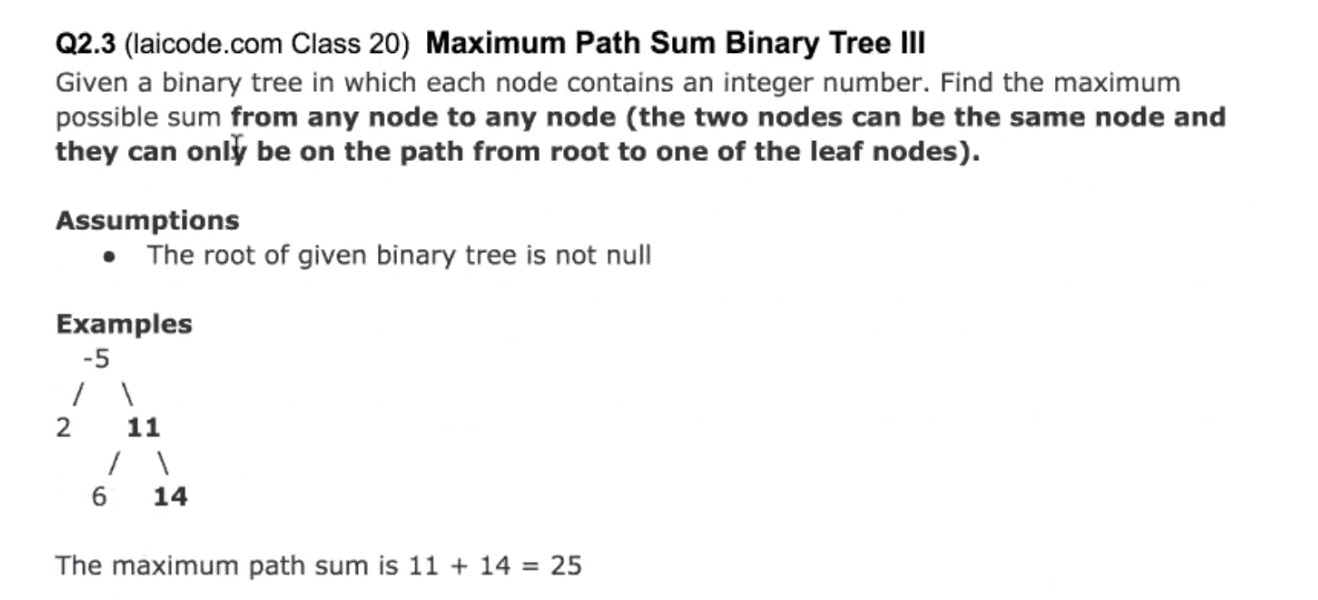 Q2.3 (laicode.com Class 20) Maximum Path Sum Binary Tree III
Given a binary tree in which each node contains an integer number. Find the maximum
possible sum from any node to any node (the two nodes can be the same node and
they can only be on the path from root to one of the leaf nodes).
Assumptions
• The root of given binary tree is not null
Examples
-5
/ \
2 11
/ \
6 14
The maximum path sum is 11 + 14 = 25